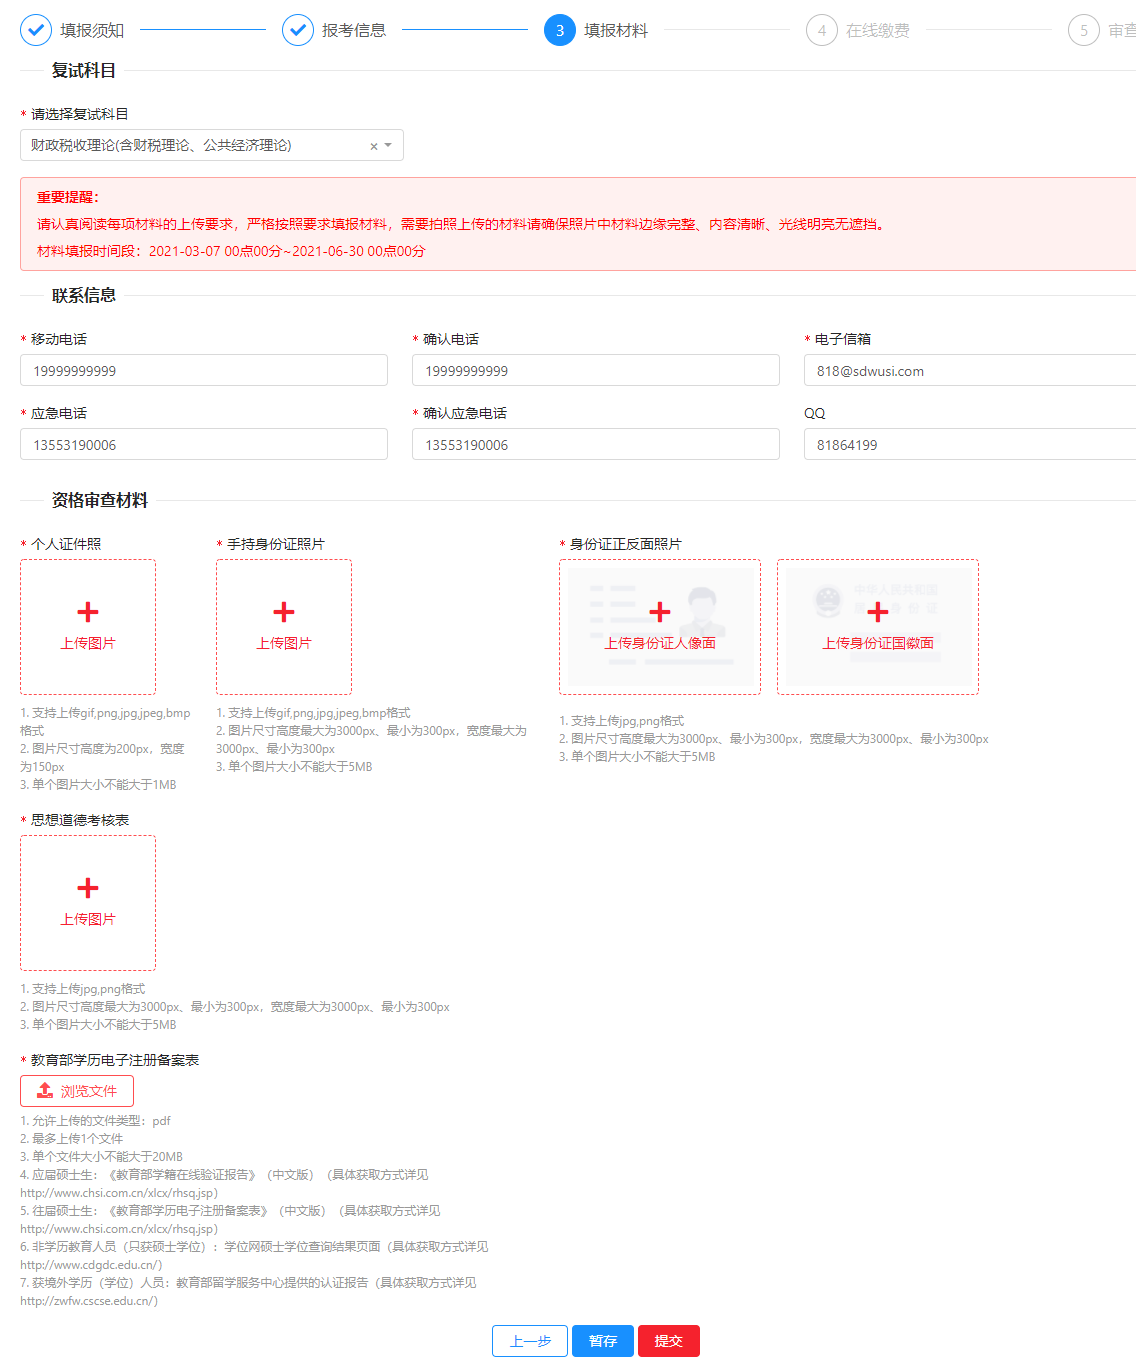 填报须知
报考信息
3 填报材料
4 在线缴费
5 审查
复试科目
* 请选择复试科目
财政税收理论(含财税理论、公共经济理论) ×
重要提醒：
请认真阅读每项材料的上传要求，严格按照要求填报材料，需要拍照上传的材料请确保照片中材料边缘完整、内容清晰、光线明亮无遮挡。
材料填报时间段：2021-03-07 00点00分~2021-06-30 00点00分
联系信息
* 移动电话
* 确认电话
* 电子信箱
19999999999
19999999999
818@sdwusi.com
* 应急电话
* 确认应急电话
QQ
13553190006
13553190006
81864199
资格审查材料
* 个人证件照
* 手持身份证照片
* 身份证正反面照片
上传图片
上传图片
上传身份证人像面
中华人民共和国
上传身份证国徽面
1. 支持上传gif,png,jpg,jpeg,bmp
格式
2. 图片尺寸高度为200px，宽度
为150px
3. 单个图片大小不能大于1MB
1. 支持上传gif,png,jpg,jpeg,bmp格式
2. 图片尺寸高度最大为3000px、最小为300px，宽度最大为
3000px、最小为300px
3. 单个图片大小不能大于5MB
1. 支持上传jpg,png格式
2. 图片尺寸高度最大为3000px、最小为300px，宽度最大为3000px、最小为300px
3. 单个图片大小不能大于5MB
* 思想道德考核表
上传图片
1. 支持上传jpg,png格式
2. 图片尺寸高度最大为3000px、最小为300px，宽度最大为3000px、最小为300px
3. 单个图片大小不能大于5MB
* 教育部学历电子注册备案表
浏览文件
1. 允许上传的文件类型：pdf
2. 最多上传1个文件
3. 单个文件大小不能大于20MB
4. 应届硕士生：《教育部学籍在线验证报告》（中文版）（具体获取方式详见
http://www.chsi.com.cn/xlcx/rhsq.jsp）
5. 往届硕士生：《教育部学历电子注册备案表》（中文版）（具体获取方式详见
http://www.chsi.com.cn/xlcx/rhsq.jsp）
6. 非学历教育人员（只获硕士学位）：学位网硕士学位查询结果页面（具体获取方式详见
http://www.cdgdc.edu.cn/）
7. 获境外学历（学位）人员：教育部留学服务中心提供的认证报告（具体获取方式详见
http://zwfw.cscse.edu.cn/）
上一步
暂存
提交